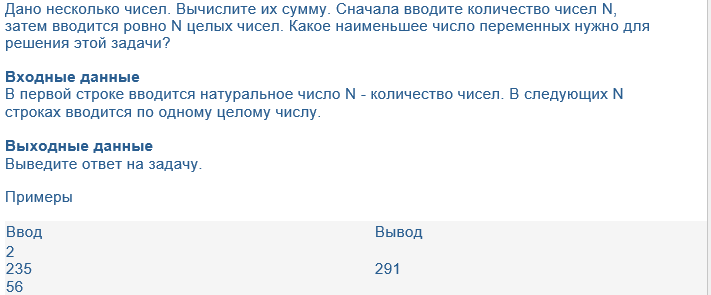 Дано несколько чисел. Вычислите их сумму. Сначала вводите количество чисел N,
затем вводится ровно N целых чисел. Какое наименьшее число переменных нужно для
решения этой задачи?
Входные данные
В первой строке вводится натуральное число N - количество чисел. В следующих N
строках вводится по одному целому числу.
Выходные данные
Выведите ответ на задачу.
Примеры
Ввод Вывод
2
235 291
56